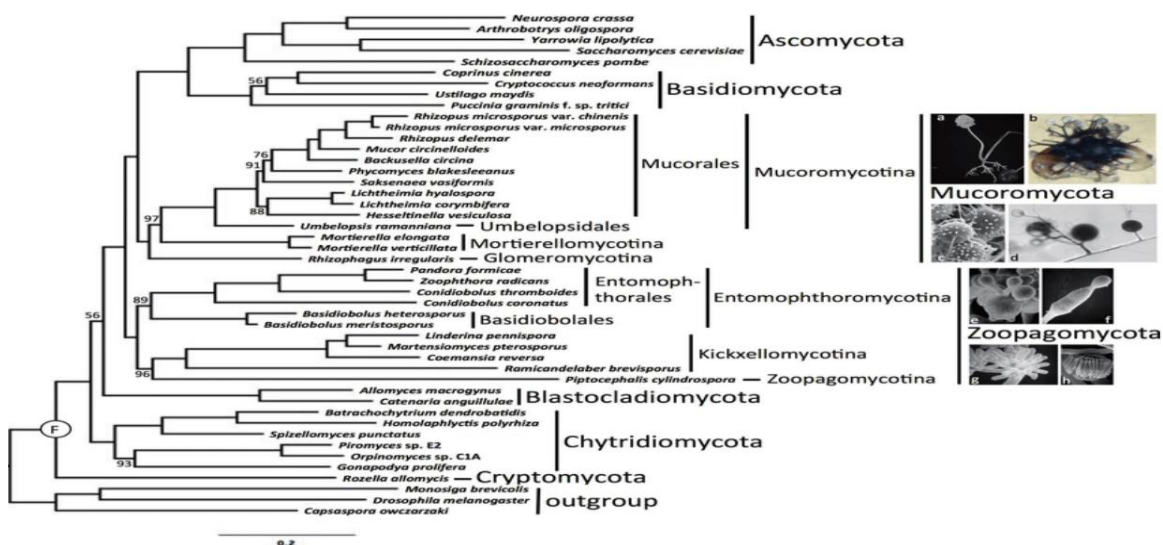 Neurospora crassa
Arthrobotrys oligospora
Yarrowia lipolytica
Saccharomyces cerevisiae
Schizosaccharomyces pombe
Ascomycota
56
Coprinus cinerea
Cryptococcus neoformans
Ustilago maydis
Puccinia graminis f. sp. tritici
Basidiomycota
Rhizopus microsporus var. chinenis
Rhizopus microsporus var. microsporus
Rhizopus delemar
Mucor circinelloides
Backusella circina
Phycomyces blakesleeanus
Saksenaea vasiformis
Lichtheimia hyalospora
Lichtheimia corymbifera
Hesseltinella vesiculosa
76
91
88
Mucorales
Mucoromycotina
Umbelopsis ramanniana
Umbelopsidales
97
Mortierella elongata
Mortierella verticillata
Mortierellomycotina
Rhizophagus irregularis
Glomeromycotina
a
b
Mucoromycota
c
d
Pandora formicae
Zoophthora radicans
Conidiobolus thromboides
Conidiobolus coronatus
Entomoph-
thorales
Entomophthoromycotina
89
Basidiobolus heterosporus
Basidiobolus meristosporus
Basidiobolales
56
Linderina pennispora
Martensiomyces pterosporus
Coemansia reversa
Ramicandelaber brevisporus
Kickxellomycotina
96
Piptocephalis cylindrospora
Zoopagomycotina
e
f
Zoopagomycota
g
h
Allomyces macrogynus
Catenaria anguillulae
Blastocladiomycota
Batrachochytrium dendrobatidis
Homolaphlyctis polyrhiza
Spizellomyces punctatus
Piromyces sp. E2
Orpinomyces sp. C1A
Gonapodya prolifera
Chytridiomycota
F
93
Rozella allomycis
Cryptomycota
Monosiga brevicolis
Drosophila melanogaster
Capsaspora owczarzaki
outgroup
0.2